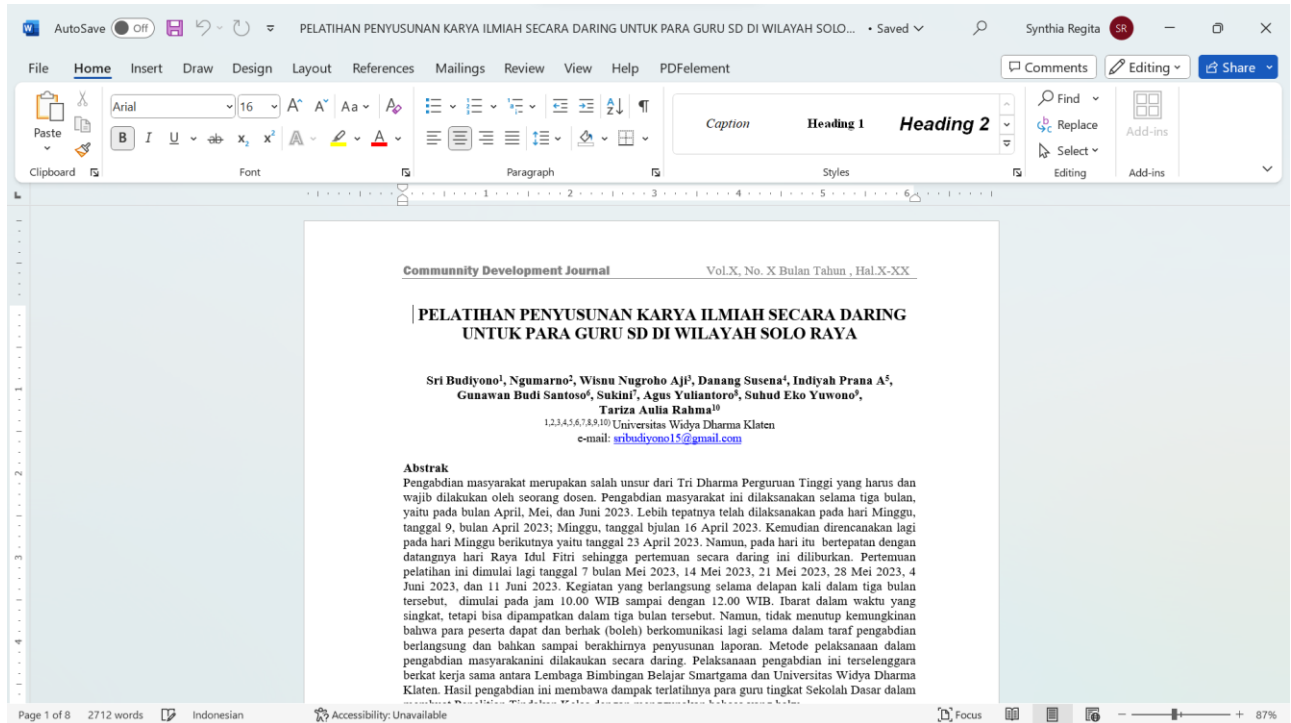 AutoSave Off PELATIHAN PENYUSUNAN KARYA ILMIAH SECARA DARING UNTUK PARA GURU SD DI WILAYAH SOLO... • Saved Synthia Regita SR
File Home Insert Draw Design Layout References Mailings Review View Help PDFelement Comments Editing Share
Paste
Arial 16 A A Aa A
B I U ab x₂ x² A A
Caption Heading 1 Heading 2
Find
Replace
Select
Add-ins
Clipboard Font Paragraph Styles Editing Add-ins
1 2 3 4 5 6
Communnity Development Journal Vol.X, No. X Bulan Tahun , Hal.X-XX
PELATIHAN PENYUSUNAN KARYA ILMIAH SECARA DARING
UNTUK PARA GURU SD DI WILAYAH SOLO RAYA
Sri Budiyono¹, Ngumarno², Wisnu Nugroho Aji³, Danang Susena⁴, Indiyah Prana A⁵,
Gunawan Budi Santoso⁶, Sukini⁷, Agus Yuliantoro⁸, Suhud Eko Yuwono⁹,
Tariza Aulia Rahma¹⁰
1,2,3,4,5,6,7,8,9,10) Universitas Widya Dharma Klaten
e-mail: sribudiyono15@gmail.com
Abstrak
Pengabdian masyarakat merupakan salah unsur dari Tri Dharma Perguruan Tinggi yang harus dan
wajib dilakukan oleh seorang dosen. Pengabdian masyarakat ini dilaksanakan selama tiga bulan,
yaitu pada bulan April, Mei, dan Juni 2023. Lebih tepatnya telah dilaksanakan pada hari Minggu,
tanggal 9, bulan April 2023; Minggu, tanggal bjulan 16 April 2023. Kemudian direncanakan lagi
pada hari Minggu berikutnya yaitu tanggal 23 April 2023. Namun, pada hari itu bertepatan dengan
datangnya hari Raya Idul Fitri sehingga pertemuan secara daring ini diliburkan. Pertemuan
pelatihan ini dimulai lagi tanggal 7 bulan Mei 2023, 14 Mei 2023, 21 Mei 2023, 28 Mei 2023, 4
Juni 2023, dan 11 Juni 2023. Kegiatan yang berlangsung selama delapan kali dalam tiga bulan
tersebut, dimulai pada jam 10.00 WIB sampai dengan 12.00 WIB. Ibarat dalam waktu yang
singkat, tetapi bisa dipampatkan dalam tiga bulan tersebut. Namun, tidak menutup kemungkinan
bahwa para peserta dapat dan berhak (boleh) berkomunikasi lagi selama dalam taraf pengabdian
berlangsung dan bahkan sampai berakhirnya penyusunan laporan. Metode pelaksanaan dalam
pengabdian masyarakanini dilakaukan secara daring. Pelaksanaan pengabdian ini terselenggara
berkat kerja sama antara Lembaga Bimbingan Belajar Smartgama dan Universitas Widya Dharma
Klaten. Hasil pengabdian ini membawa dampak terlatihnya para guru tingkat Sekolah Dasar dalam
Page 1 of 8 2712 words Indonesian Accessibility: Unavailable Focus 87%